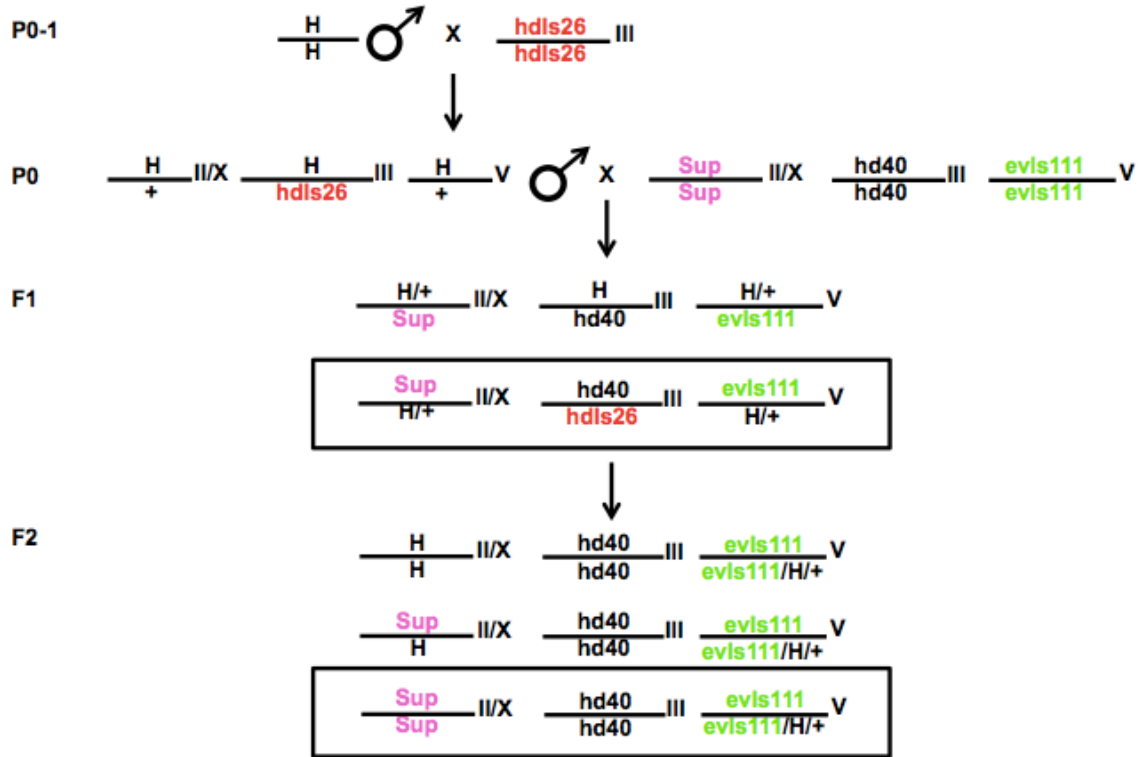 P0-1
H hdIs26
H X hdIs26 III
P0
H II/X H III H V X Sup II/X hd40 III evIs111 V
+ hdIs26 + Sup hd40 evIs111
F1
H/+ II/X H III H/+ V
Sup hd40 evIs111
Sup II/X hd40 III evIs111 V
H/+ hdIs26 H/+
F2
H II/X hd40 III evIs111 V
H hd40 evIs111/H/+
Sup II/X hd40 III evIs111 V
H hd40 evIs111/H/+
Sup II/X hd40 III evIs111 V
Sup hd40 evIs111/H/+